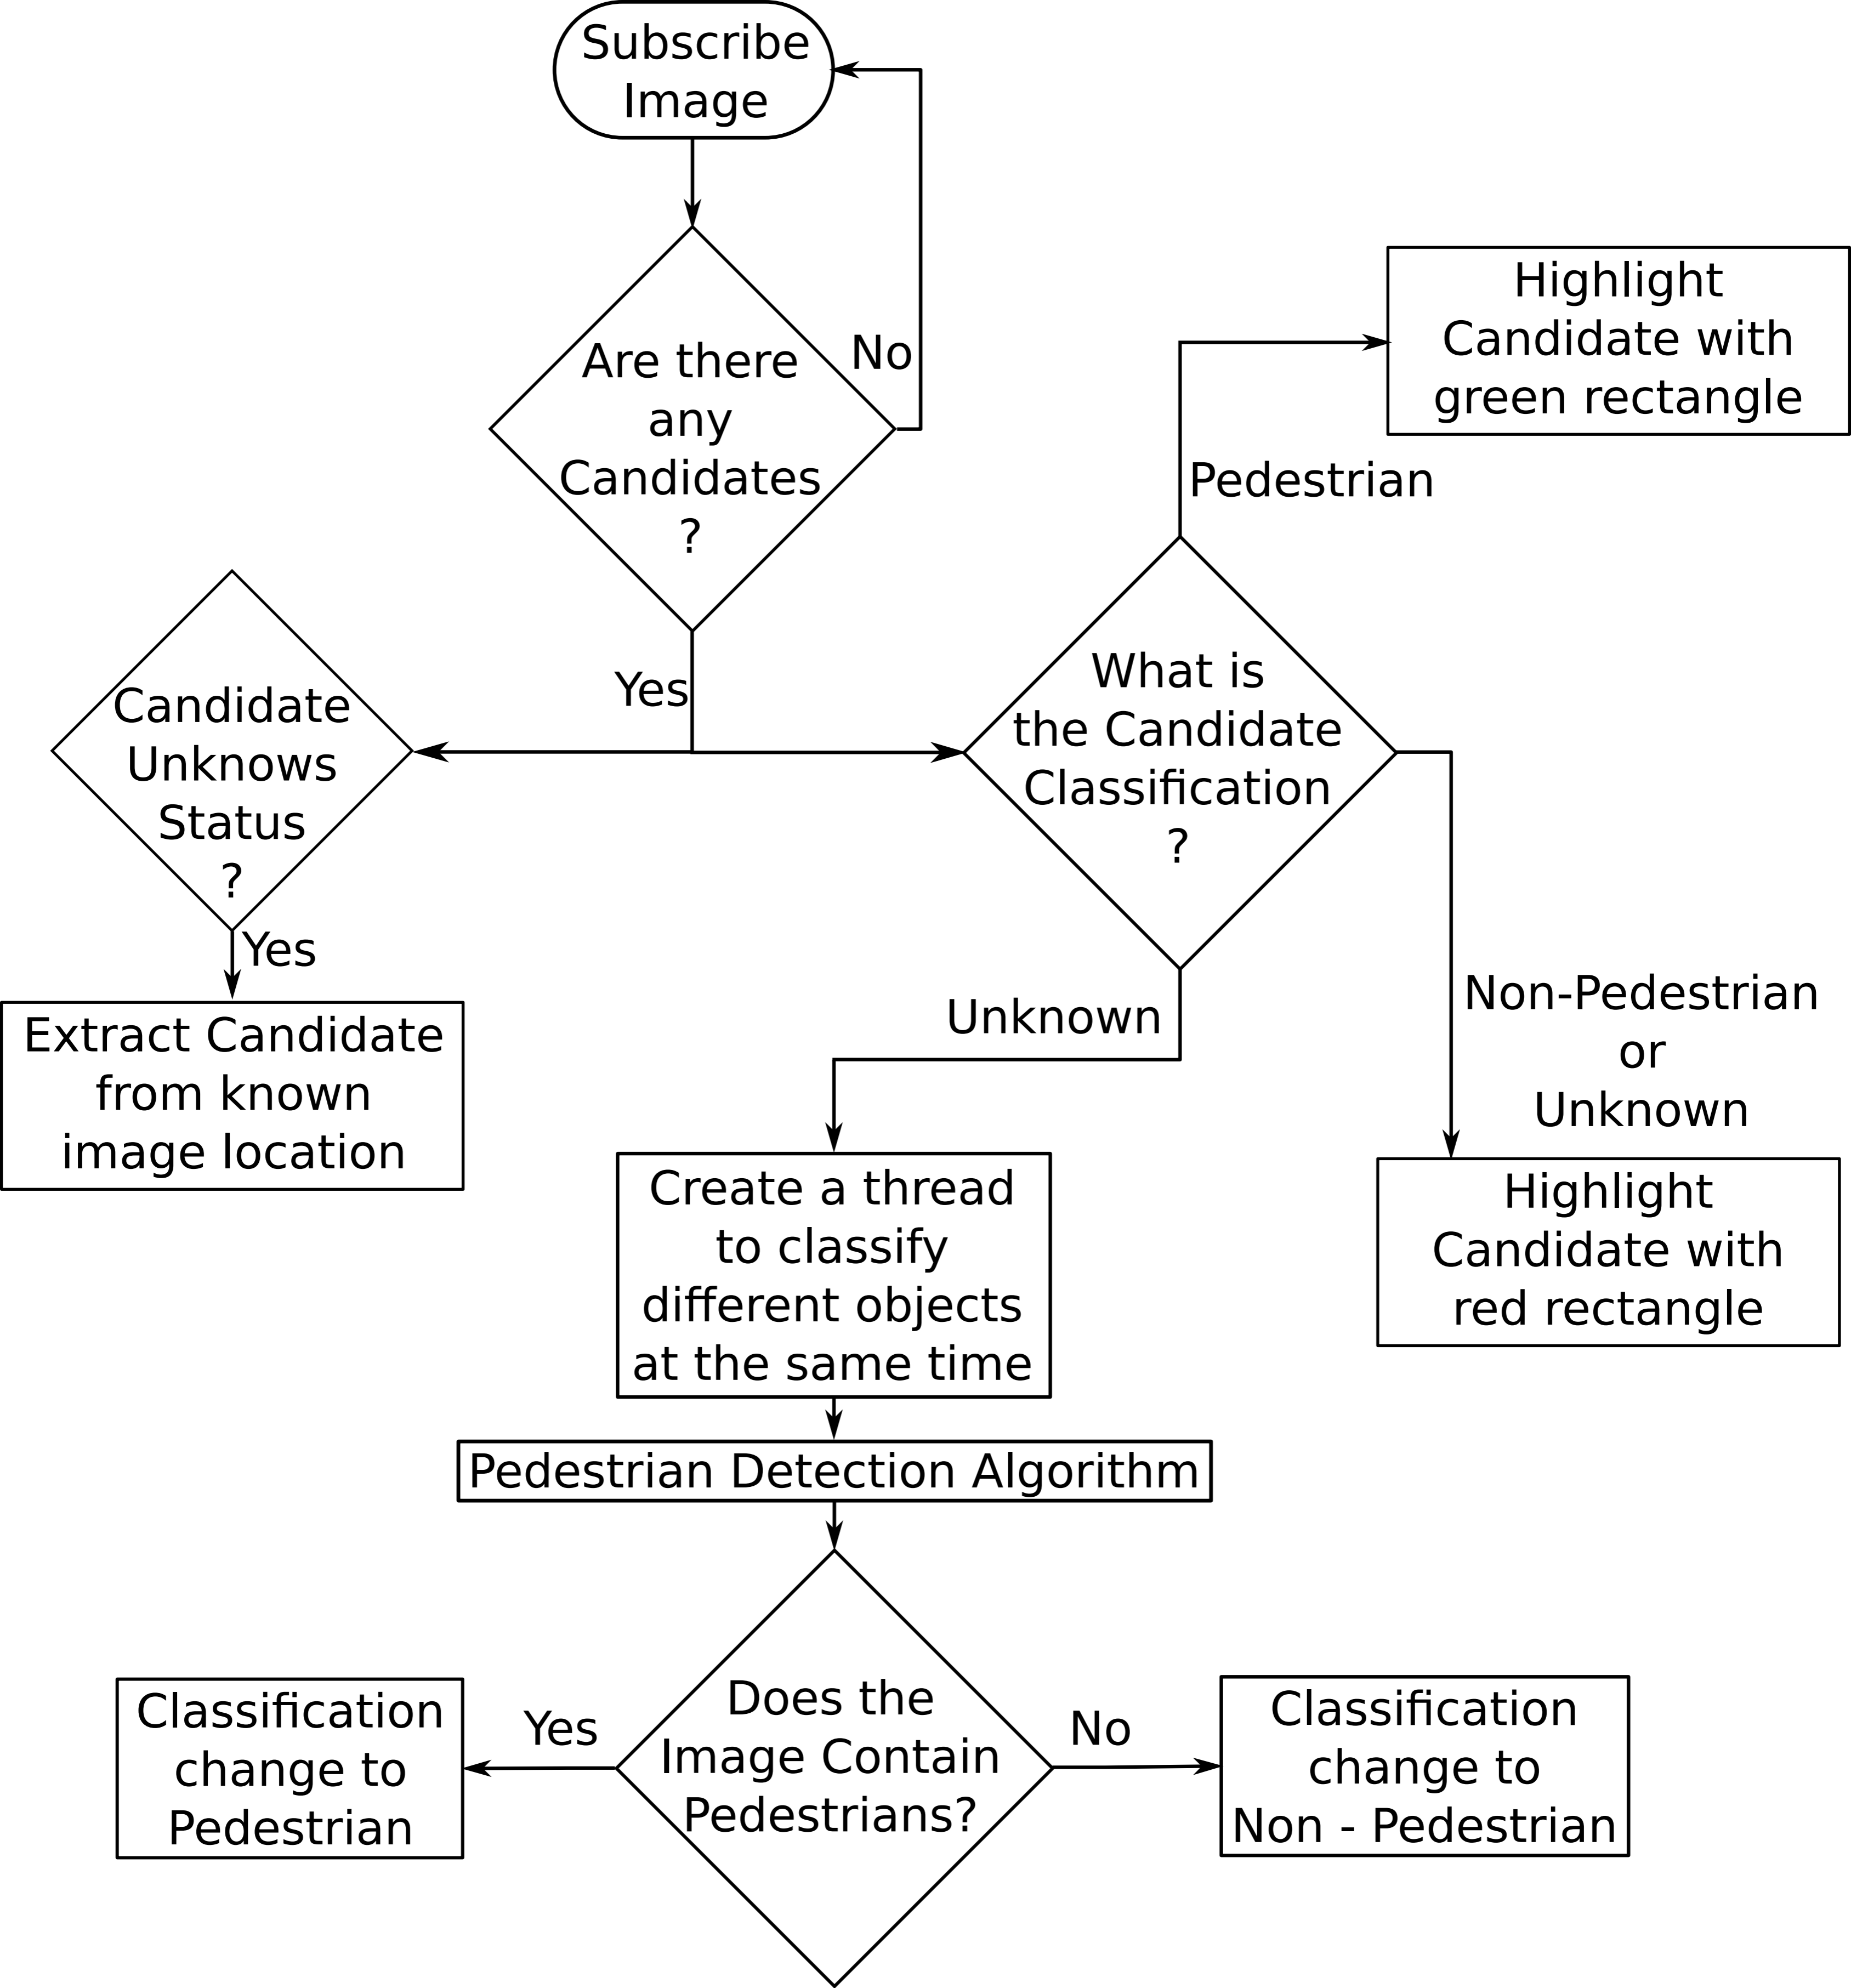 Subscribe
Image
Are there
any
Candidates
?
No
Yes
Highlight
Candidate with
green rectangle
Pedestrian
Candidate
Unknows
Status
?
Yes
Extract Candidate
from known
image location
What is
the Candidate
Classification
?
Unknown
Non-Pedestrian
or
Unknown
Highlight
Candidate with
red rectangle
Create a thread
to classify
different objects
at the same time
Pedestrian Detection Algorithm
Does the
Image Contain
Pedestrians?
Yes
Classification
change to
Pedestrian
No
Classification
change to
Non - Pedestrian